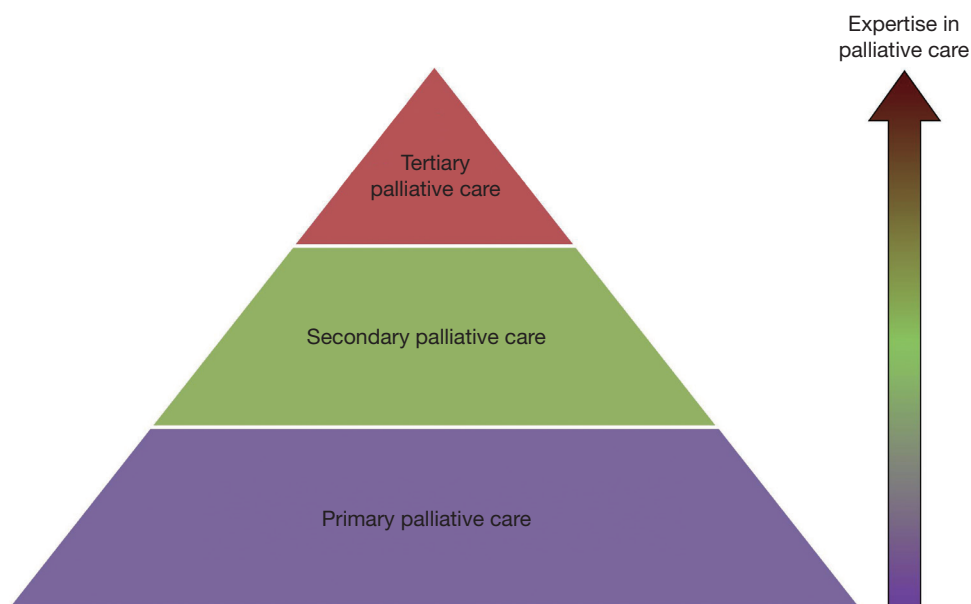 Expertise in
palliative care
Tertiary
palliative care
Secondary palliative care
Primary palliative care